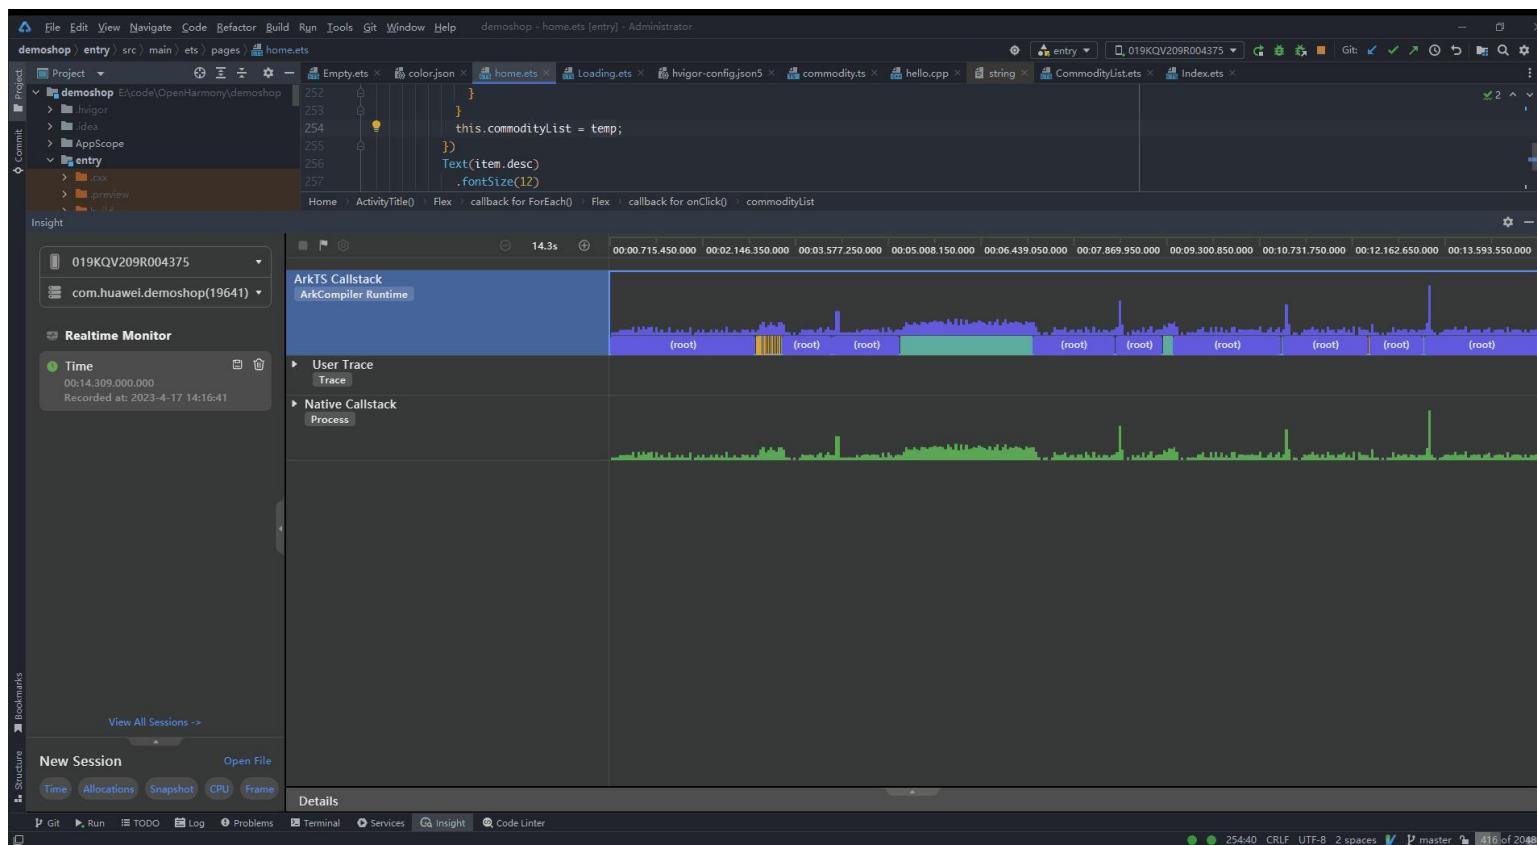 File Edit View Navigate Code Refactor Build Run Tools Git Window Help demoshop - home.ets [entry] - Administrator
demoshop entry src main ets pages home.ets entry 019KQV209R004375 Git:
Project Empty.ets color.json home.ets Loading.ets hvigor-config.json5 commodity.ts hello.cpp string CommodityList.ets Index.ets
Project
Commit
demoshop E:\code\OpenHarmony\demoshop
.hvigor
.idea
AppScope
entry
.cxx
.preview
252 }
253 }
254 this.commodityList = temp;
255 })
256 Text(item.desc)
257 .fontSize(12)
2
Home ActivityTitle() Flex callback for ForEach() Flex callback for onClick() commodityList
Insight
019KQV209R004375
com.huawei.demoshop(19641)
Realtime Monitor
Time
00:14.309.000.000
Recorded at: 2023-4-17 14:16:41
14.3s 00:00.715.450.000 00:02.146.350.000 00:03.577.250.000 00:05.008.150.000 00:06.439.050.000 00:07.869.950.000 00:09.300.850.000 00:10.731.750.000 00:12.162.650.000 00:13.593.550.000
ArkTS Callstack
ArkCompiler Runtime
(root) (root) (root) (root) (root) (root) (root) (root) (root)
User Trace
Trace
Native Callstack
Process
View All Sessions ->
New Session Open File
Time Allocations Snapshot CPU Frame
Details
Bookmarks
Structure
Git Run TODO Log Problems Terminal Services Insight Code Linter
254:40 CRLF UTF-8 2 spaces master 416 of 2048